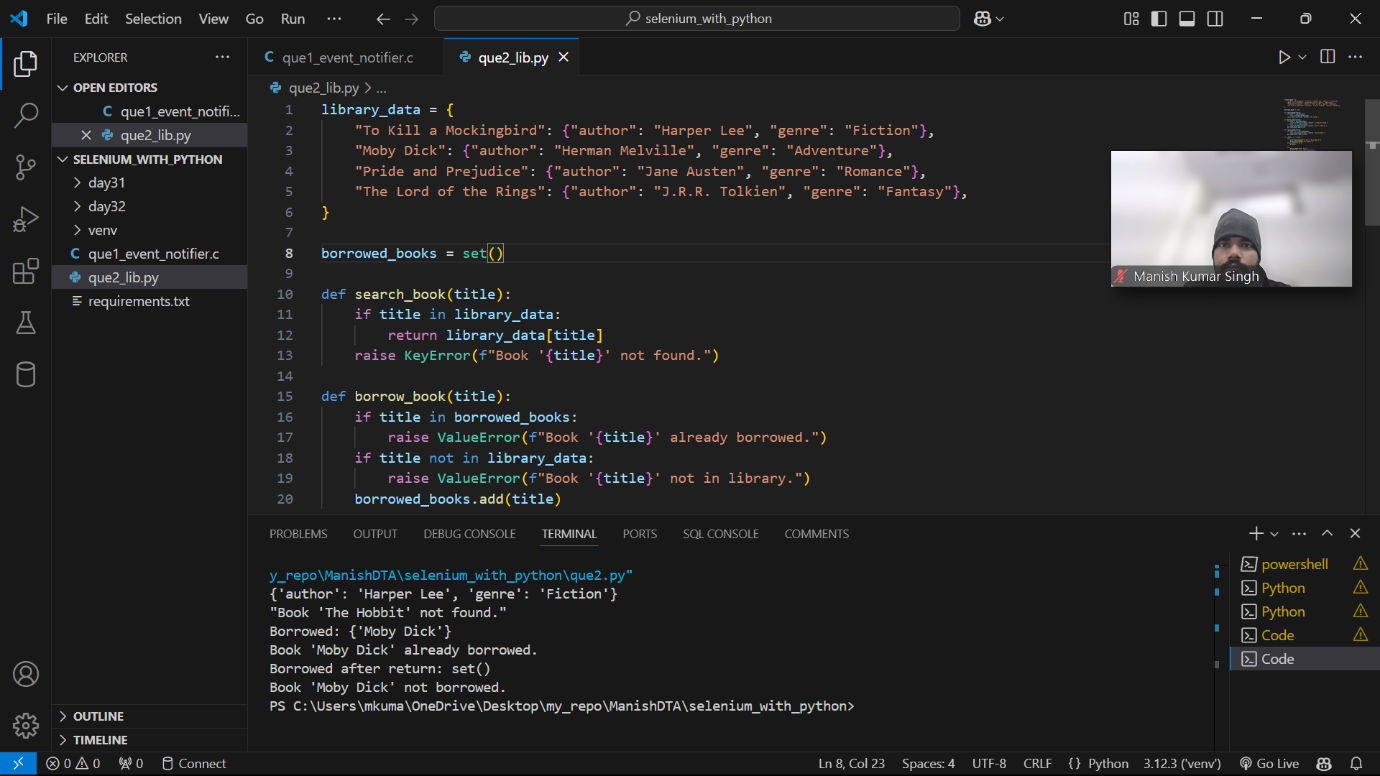 File Edit Selection View Go Run ··· selenium_with_python
EXPLORER ···
OPEN EDITORS
C que1_event_notifi...
que2_lib.py
SELENIUM_WITH_PYTHON
day31
day32
venv
C que1_event_notifier.c
que2_lib.py
requirements.txt
OUTLINE
TIMELINE
C que1_event_notifier.c que2_lib.py
que2_lib.py > ...
1 library_data = {
2 "To Kill a Mockingbird": {"author": "Harper Lee", "genre": "Fiction"},
3 "Moby Dick": {"author": "Herman Melville", "genre": "Adventure"},
4 "Pride and Prejudice": {"author": "Jane Austen", "genre": "Romance"},
5 "The Lord of the Rings": {"author": "J.R.R. Tolkien", "genre": "Fantasy"},
6 }
7
8 borrowed_books = set()
9
10 def search_book(title):
11 if title in library_data:
12 return library_data[title]
13 raise KeyError(f"Book '{title}' not found.")
14
15 def borrow_book(title):
16 if title in borrowed_books:
17 raise ValueError(f"Book '{title}' already borrowed.")
18 if title not in library_data:
19 raise ValueError(f"Book '{title}' not in library.")
20 borrowed_books.add(title)
Manish Kumar Singh
PROBLEMS OUTPUT DEBUG CONSOLE TERMINAL PORTS SQL CONSOLE COMMENTS
y_repo\ManishDTA\selenium_with_python\que2.py"
{'author': 'Harper Lee', 'genre': 'Fiction'}
"Book 'The Hobbit' not found."
Borrowed: {'Moby Dick'}
Book 'Moby Dick' already borrowed.
Borrowed after return: set()
Book 'Moby Dick' not borrowed.
PS C:\Users\mkuma\OneDrive\Desktop\my_repo\ManishDTA\selenium_with_python>
powershell
Python
Python
Code
Code
0 0 0 Connect Ln 8, Col 23 Spaces: 4 UTF-8 CRLF {} Python 3.12.3 ('venv') Go Live